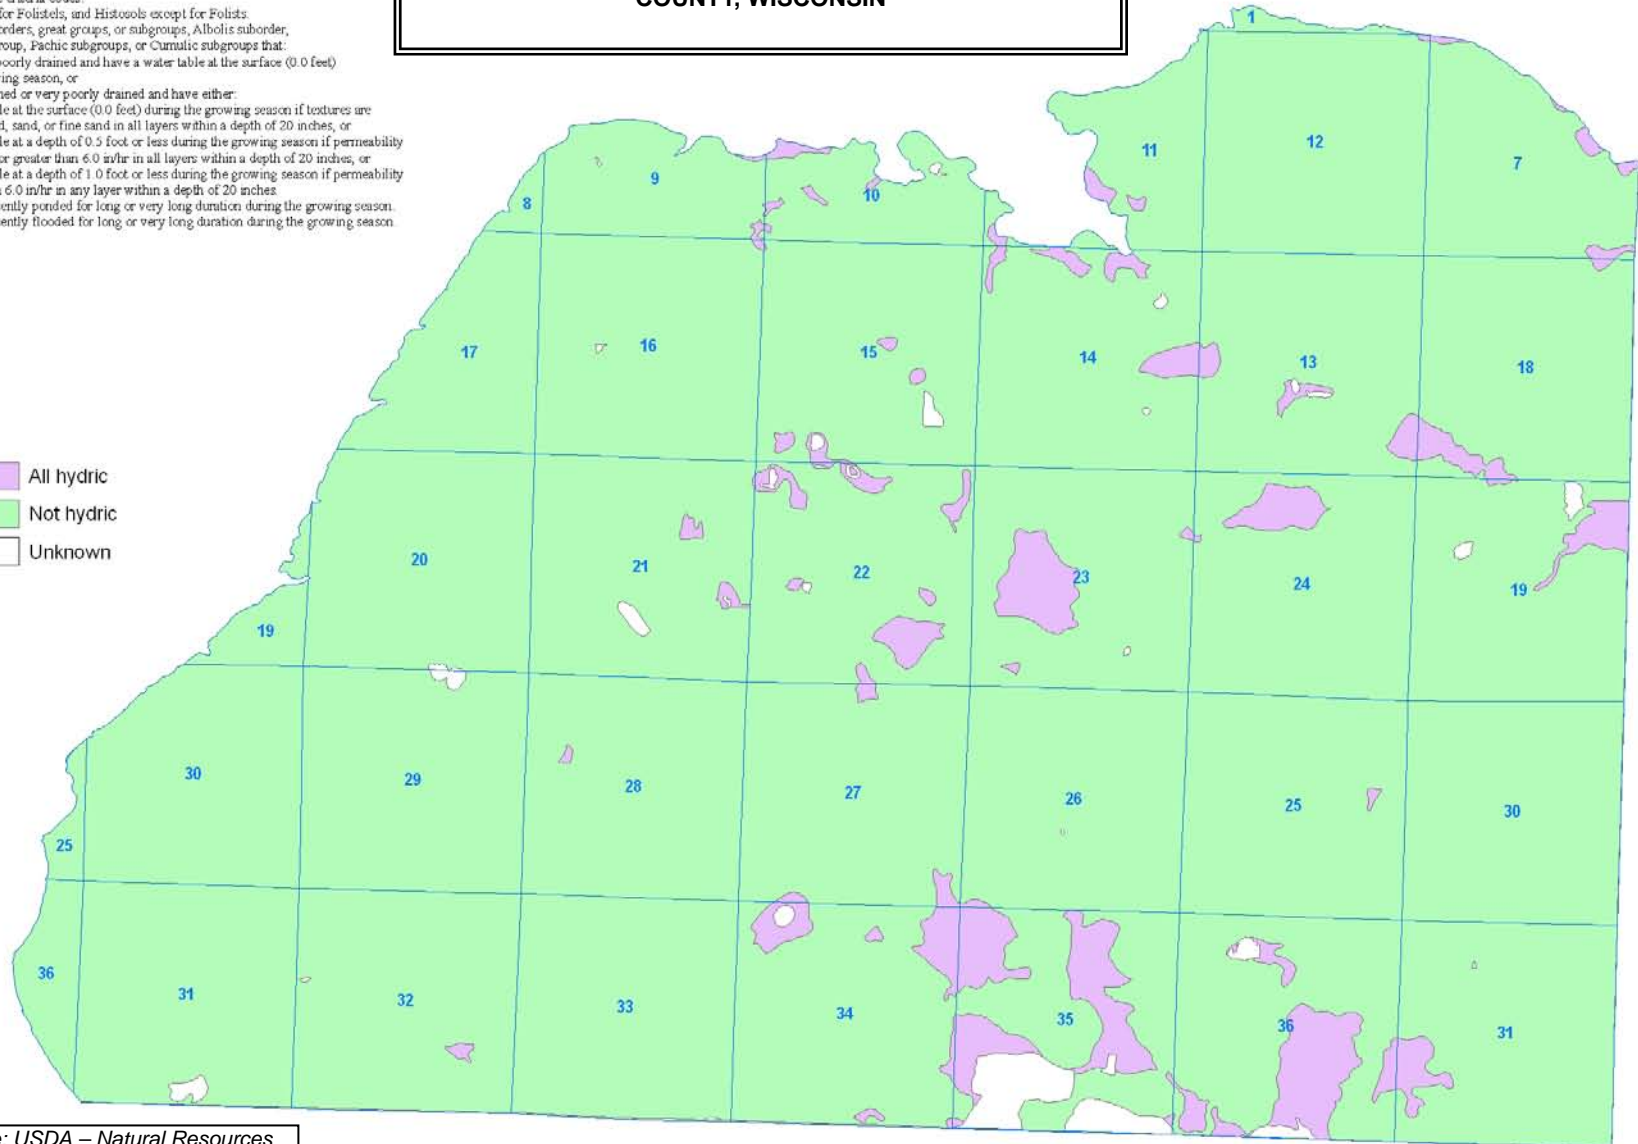 for Folistels, and Histosols except for Folists.
orders, great groups, or subgroups, Albolis suborder,
roup, Pachic subgroups, or Cumulic subgroups that:
poorly drained and have a water table at the surface (0.0 feet)
ing season, or
ned or very poorly drained and have either:
le at the surface (0.0 feet) during the growing season if textures are
d, sand, or fine sand in all layers within a depth of 20 inches, or
le at a depth of 0.5 foot or less during the growing season if permeability
or greater than 6.0 in/hr in all layers within a depth of 20 inches, or
le at a depth of 1.0 foot or less during the growing season if permeability
6.0 in/hr in any layer within a depth of 20 inches.
ently ponded for long or very long duration during the growing season.
ently flooded for long or very long duration during the growing season.
COUNTY, WISCONSIN
1
11
12
7
8
9
10
17
16
15
14
13
18
All hydric
Not hydric
Unknown
20
21
22
23
24
19
19
30
29
28
27
26
25
30
25
36
31
32
33
34
35
36
31
e: USDA – Natural Resources